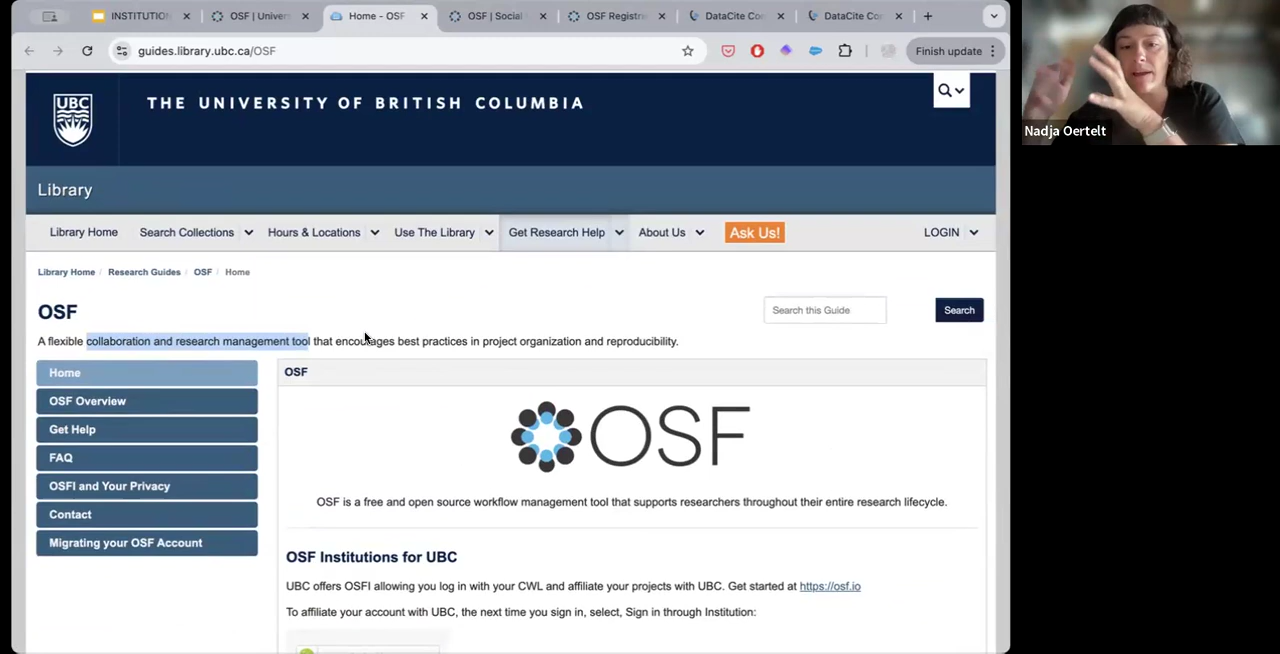 INSTITUTION
OSF | Univer
Home - OSF
OSF | Social
OSF Registri
DataCite Co
DataCite Co
guides.library.ubc.ca/OSF
Finish update
UBC
THE UNIVERSITY OF BRITISH COLUMBIA
Library
Library Home
Search Collections
Hours & Locations
Use The Library
Get Research Help
About Us
Ask Us!
LOGIN
Library Home / Research Guides / OSF / Home
OSF
Search this Guide
Search
A flexible collaboration and research management tool that encourages best practices in project organization and reproducibility.
Home
OSF Overview
Get Help
FAQ
OSFI and Your Privacy
Contact
Migrating your OSF Account
OSF
OSF
OSF is a free and open source workflow management tool that supports researchers throughout their entire research lifecycle.
OSF Institutions for UBC
UBC offers OSFI allowing you log in with your CWL and affiliate your projects with UBC. Get started at https://osf.io
To affiliate your account with UBC, the next time you sign in, select, Sign in through Institution:
Nadja Oertelt